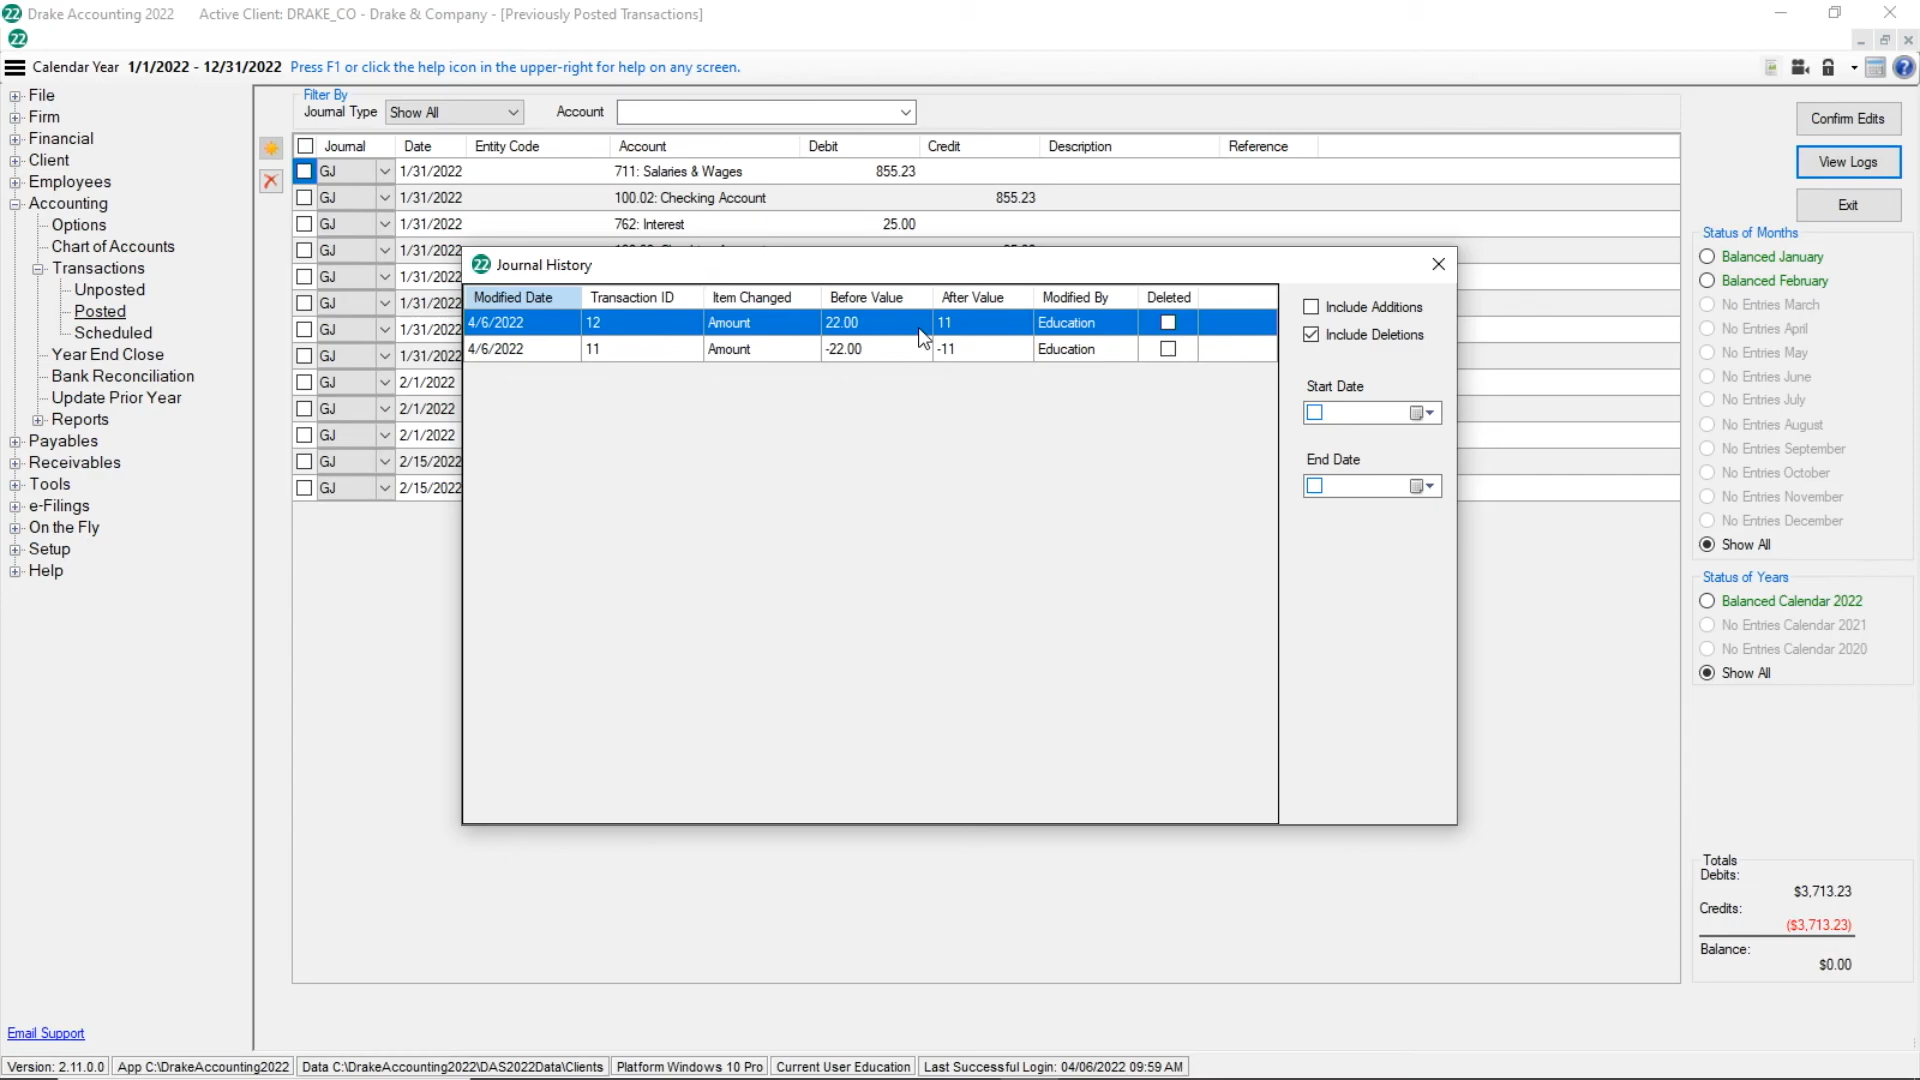 22 Drake Accounting 2022 Active Client: DRAKE_CO - Drake & Company - [Previously Posted Transactions]
22
Calendar Year 1/1/2022 - 12/31/2022 Press F1 or click the help icon in the upper-right for help on any screen.
File
Firm
Financial
Client
Employees
Accounting
Options
Chart of Accounts
Transactions
Unposted
Posted
Scheduled
Year End Close
Bank Reconciliation
Update Prior Year
Reports
Payables
Receivables
Tools
e-Filings
On the Fly
Setup
Help
Email Support
Filter By
Journal Type Show All Account
Journal Date Entity Code Account Debit Credit Description Reference
GJ 1/31/2022 711: Salaries & Wages 855.23
GJ 1/31/2022 100.02: Checking Account 855.23
GJ 1/31/2022 762: Interest 25.00
GJ 1/31/2022
GJ 1/31/2022
GJ 1/31/2022
GJ 1/31/2022
GJ 1/31/2022
GJ 2/1/2022
GJ 2/1/2022
GJ 2/1/2022
GJ 2/15/2022
GJ 2/15/2022
22 Journal History
Modified Date Transaction ID Item Changed Before Value After Value Modified By Deleted
4/6/2022 12 Amount 22.00 11 Education
4/6/2022 11 Amount -22.00 -11 Education
Include Additions
Include Deletions
Start Date
End Date
Confirm Edits
View Logs
Exit
Status of Months
Balanced January
Balanced February
No Entries March
No Entries April
No Entries May
No Entries June
No Entries July
No Entries August
No Entries September
No Entries October
No Entries November
No Entries December
Show All
Status of Years
Balanced Calendar 2022
No Entries Calendar 2021
No Entries Calendar 2020
Show All
Totals
Debits:
$3,713.23
Credits:
($3,713.23)
Balance:
$0.00
Version: 2.11.0.0 App C:\DrakeAccounting2022 Data C:\DrakeAccounting2022\DAS2022Data\Clients Platform Windows 10 Pro Current User Education Last Successful Login: 04/06/2022 09:59 AM